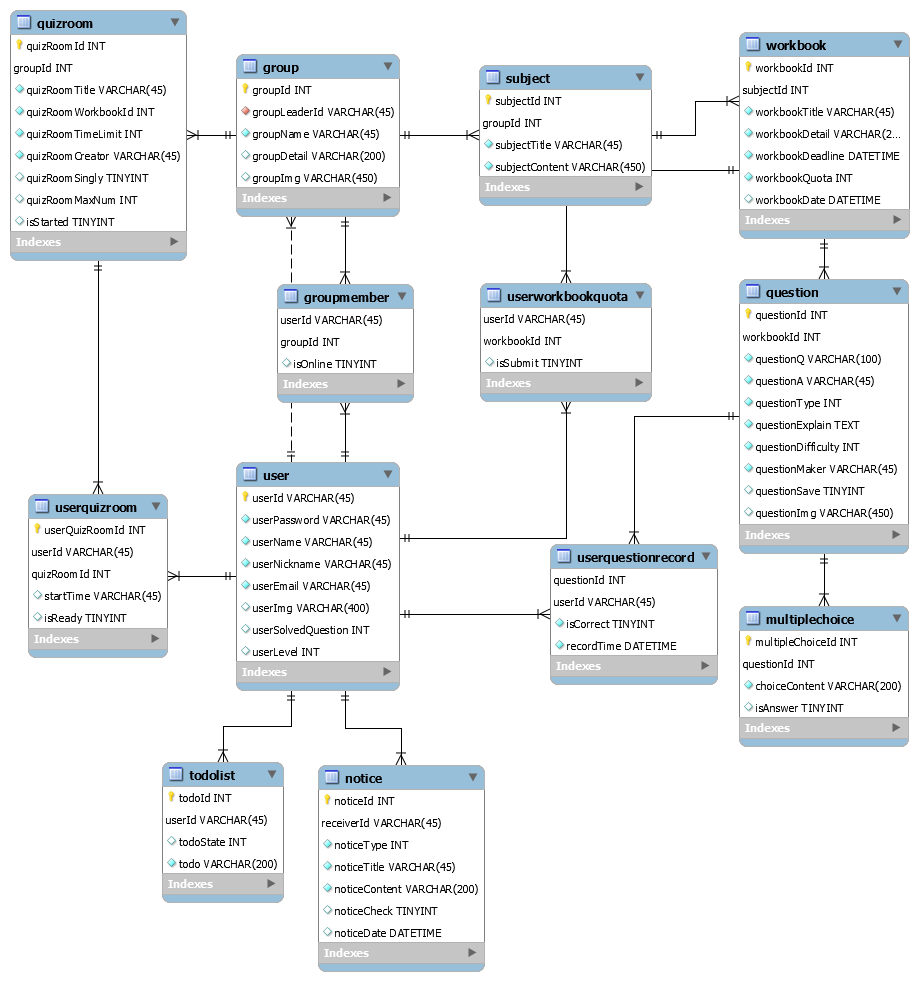 quizroom
quizRoomId INT
groupId INT
quizRoomTitle VARCHAR(45)
quizRoomWorkbookId INT
quizRoomTimeLimit INT
quizRoomCreator VARCHAR(45)
quizRoomSingly TINYINT
quizRoomMaxNum INT
isStarted TINYINT
Indexes
group
groupId INT
groupLeaderId VARCHAR(45)
groupName VARCHAR(45)
groupDetail VARCHAR(200)
groupImg VARCHAR(450)
Indexes
subject
subjectId INT
groupId INT
subjectTitle VARCHAR(45)
subjectContent VARCHAR(450)
Indexes
workbook
workbookId INT
subjectId INT
workbookTitle VARCHAR(45)
workbookDetail VARCHAR(2...
workbookDeadline DATETIME
workbookQuota INT
workbookDate DATETIME
Indexes
groupmember
userId VARCHAR(45)
groupId INT
isOnline TINYINT
Indexes
userworkbookquota
userId VARCHAR(45)
workbookId INT
isSubmit TINYINT
Indexes
question
questionId INT
workbookId INT
questionQ VARCHAR(100)
questionA VARCHAR(45)
questionType INT
questionExplain TEXT
questionDifficulty INT
questionMaker VARCHAR(45)
questionSave TINYINT
questionImg VARCHAR(450)
Indexes
userquizroom
userQuizRoomId INT
userId VARCHAR(45)
quizRoomId INT
startTime VARCHAR(45)
isReady TINYINT
Indexes
user
userId VARCHAR(45)
userPassword VARCHAR(45)
userName VARCHAR(45)
userNickname VARCHAR(45)
userEmail VARCHAR(45)
userImg VARCHAR(400)
userSolvedQuestion INT
userLevel INT
Indexes
userquestionrecord
questionId INT
userId VARCHAR(45)
isCorrect TINYINT
recordTime DATETIME
Indexes
multiplechoice
multipleChoiceId INT
questionId INT
choiceContent VARCHAR(200)
isAnswer TINYINT
Indexes
todolist
todoId INT
userId VARCHAR(45)
todoState INT
todo VARCHAR(200)
Indexes
notice
noticeId INT
receiverId VARCHAR(45)
noticeType INT
noticeTitle VARCHAR(45)
noticeContent VARCHAR(200)
noticeCheck TINYINT
noticeDate DATETIME
Indexes